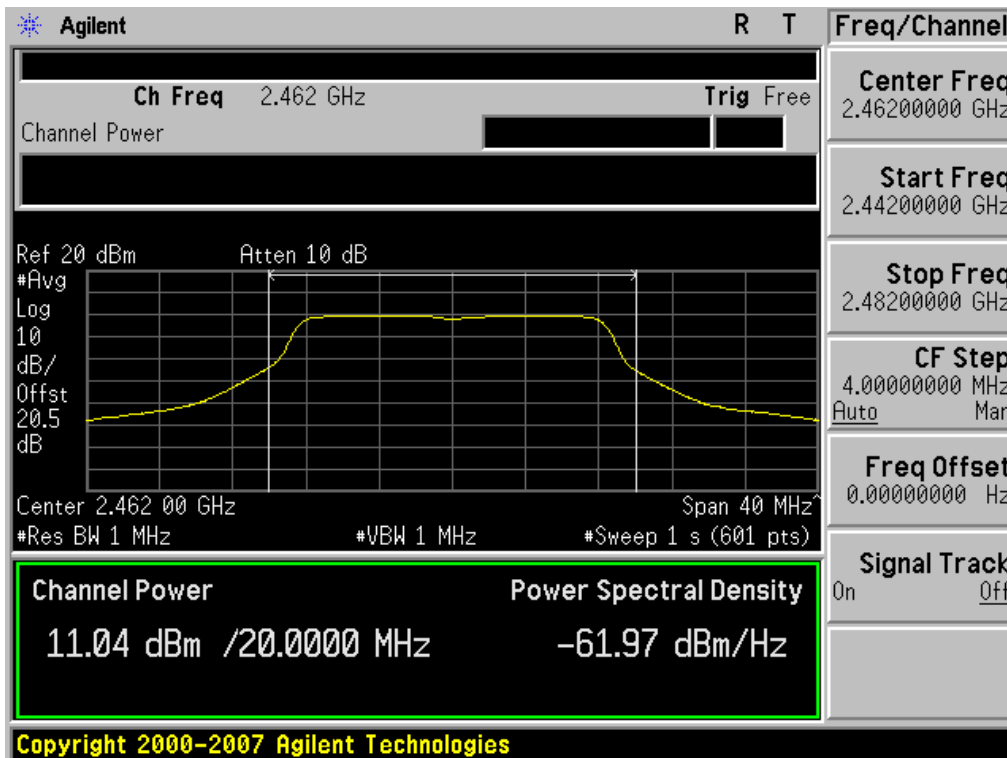 Agilent
R T
Freq/Channel
Ch Freq 2.462 GHz
Trig Free
Channel Power
Center Freq
2.46200000 GHz
Start Freq
2.44200000 GHz
Stop Freq
2.48200000 GHz
CF Step
4.00000000 MHz
Auto Man
Freq Offset
0.00000000 Hz
Signal Track
On Off
Ref 20 dBm
Atten 10 dB
#Avg
Log
10
dB/
Offst
20.5
dB
Center 2.462 00 GHz
Span 40 MHz^
#Res BW 1 MHz
#VBW 1 MHz
#Sweep 1 s (601 pts)
Channel Power
Power Spectral Density
11.04 dBm /20.0000 MHz
-61.97 dBm/Hz
Copyright 2000-2007 Agilent Technologies